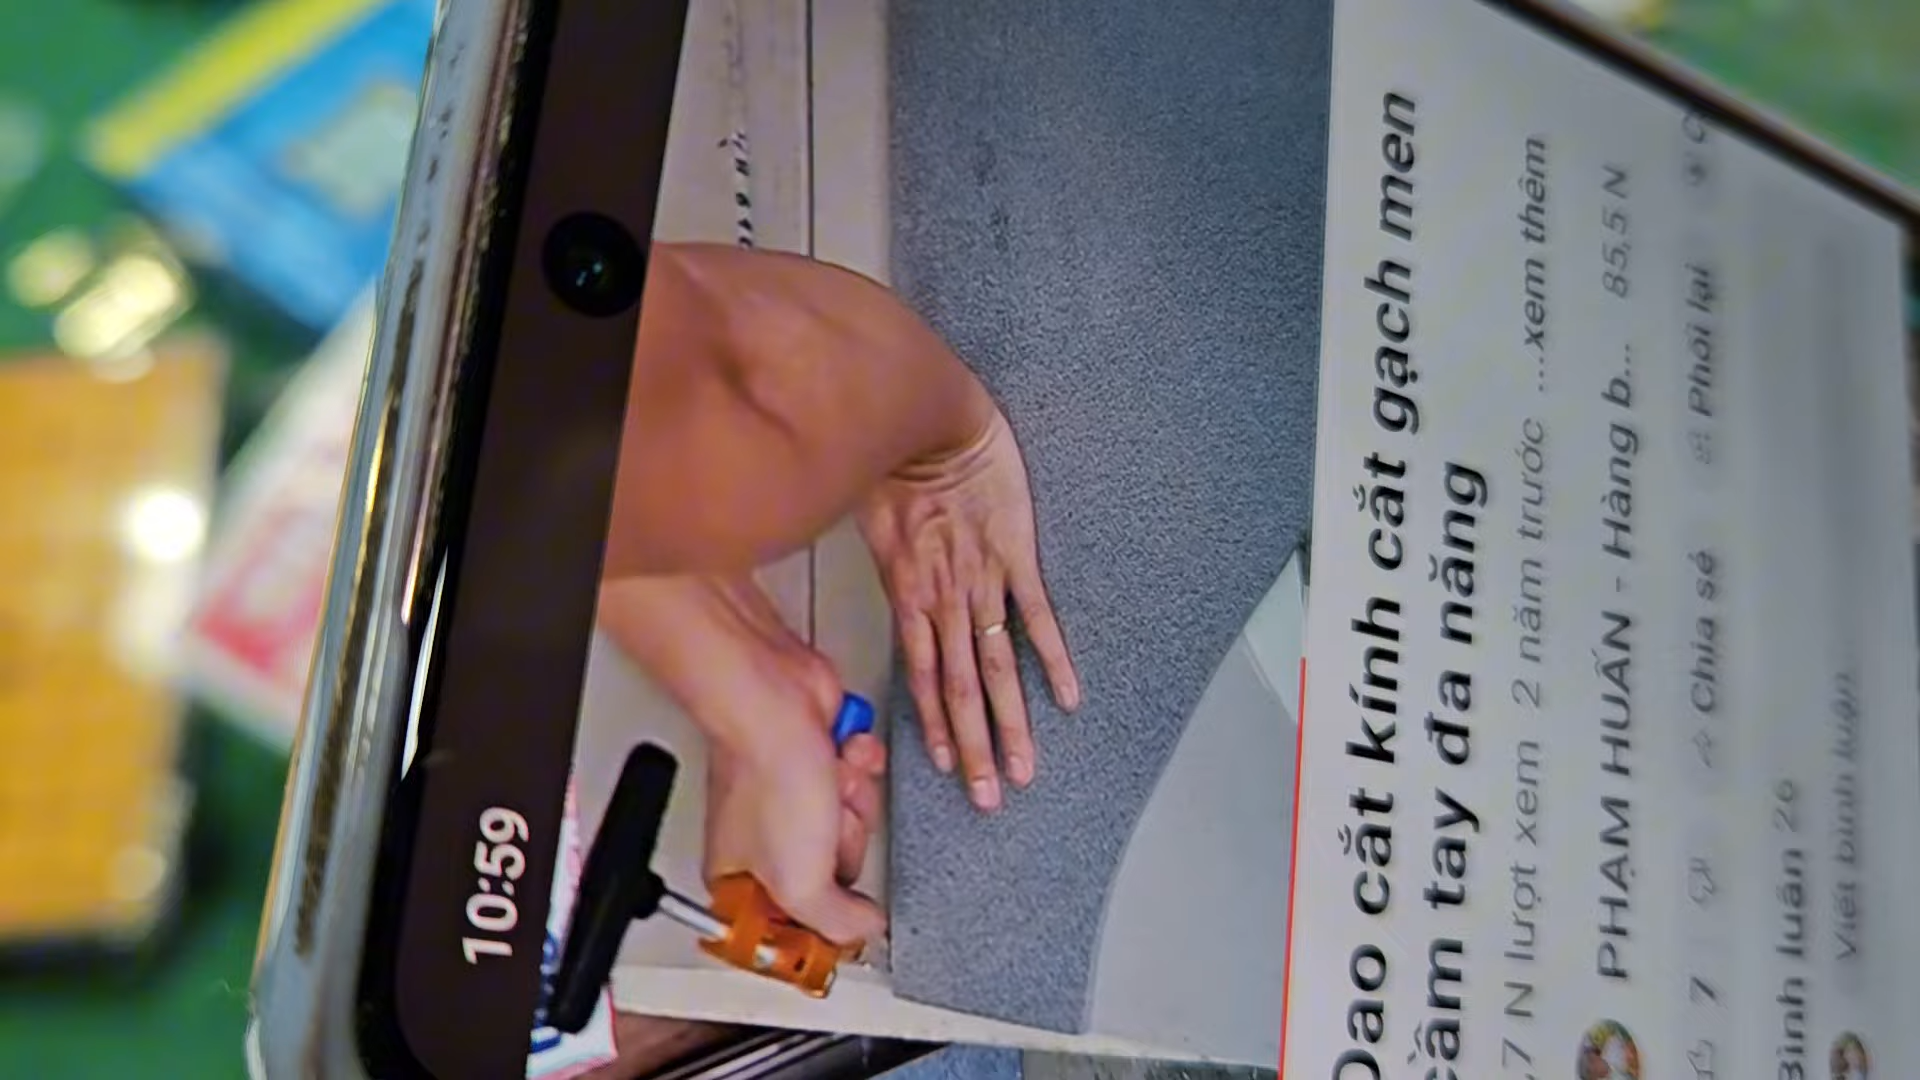 10:59
Dao cắt kính cắt gạch men
cầm tay đa năng
,7 N lượt xem 2 năm trước ...xem thêm
PHẠM HUẤN - Hàng b... 85,5 N
7 Chia sẻ Phối lại
Bình luận 26
Viết bình luận